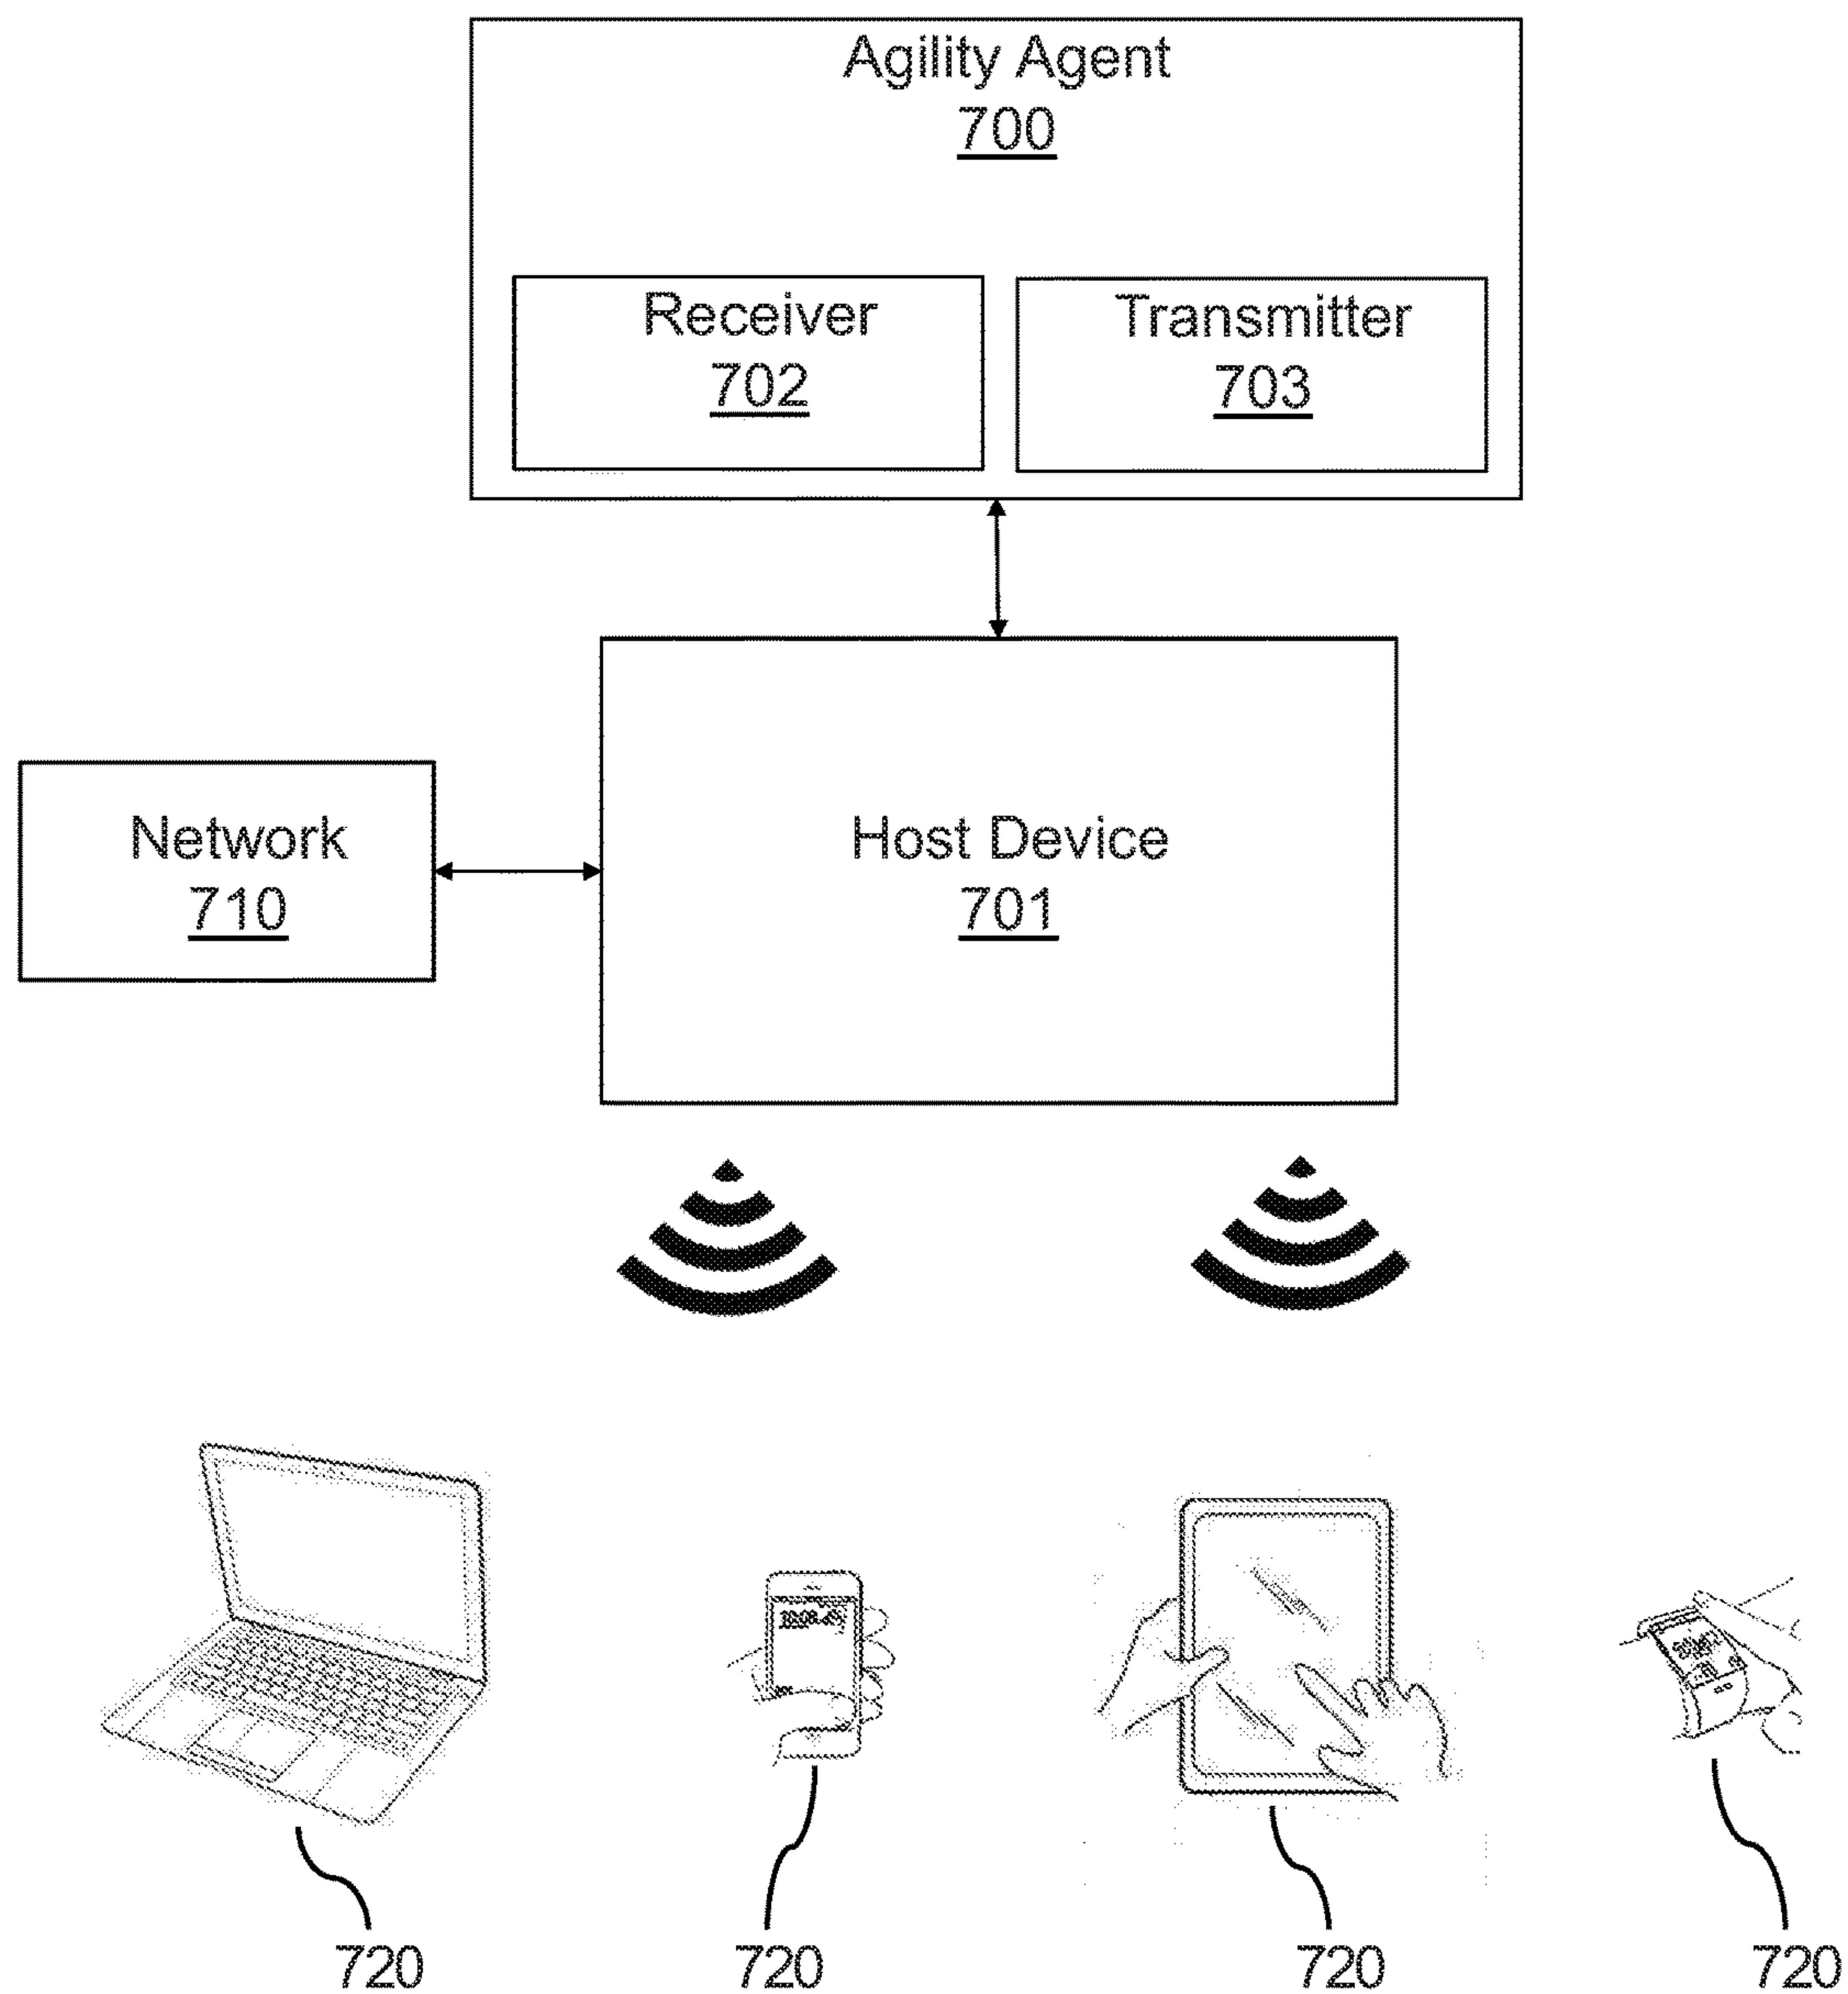 Agility Agent
700
Receiver
702
Transmitter
703
Network
710
Host Device
701
720
720
720
720